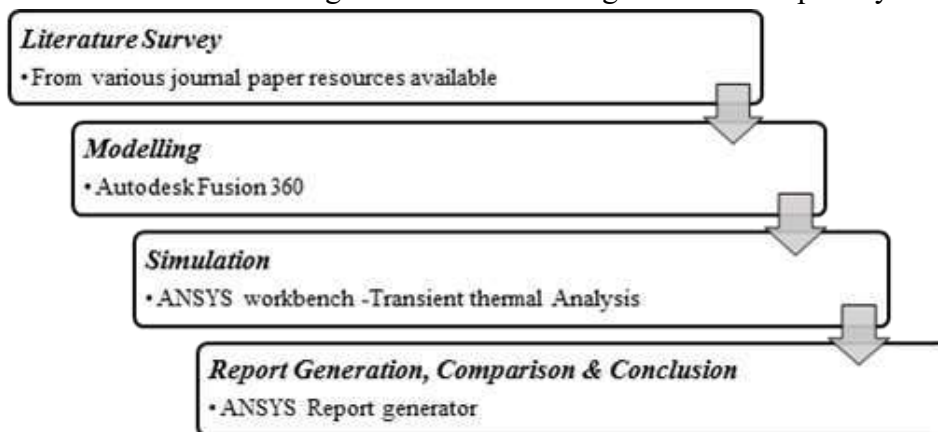 Literature Survey
•From various journal paper resources available
Modelling
•Autodesk Fusion 360
Simulation
•ANSYS workbench -Transient thermal Analysis
Report Generation, Comparison & Conclusion
•ANSYS Report generator